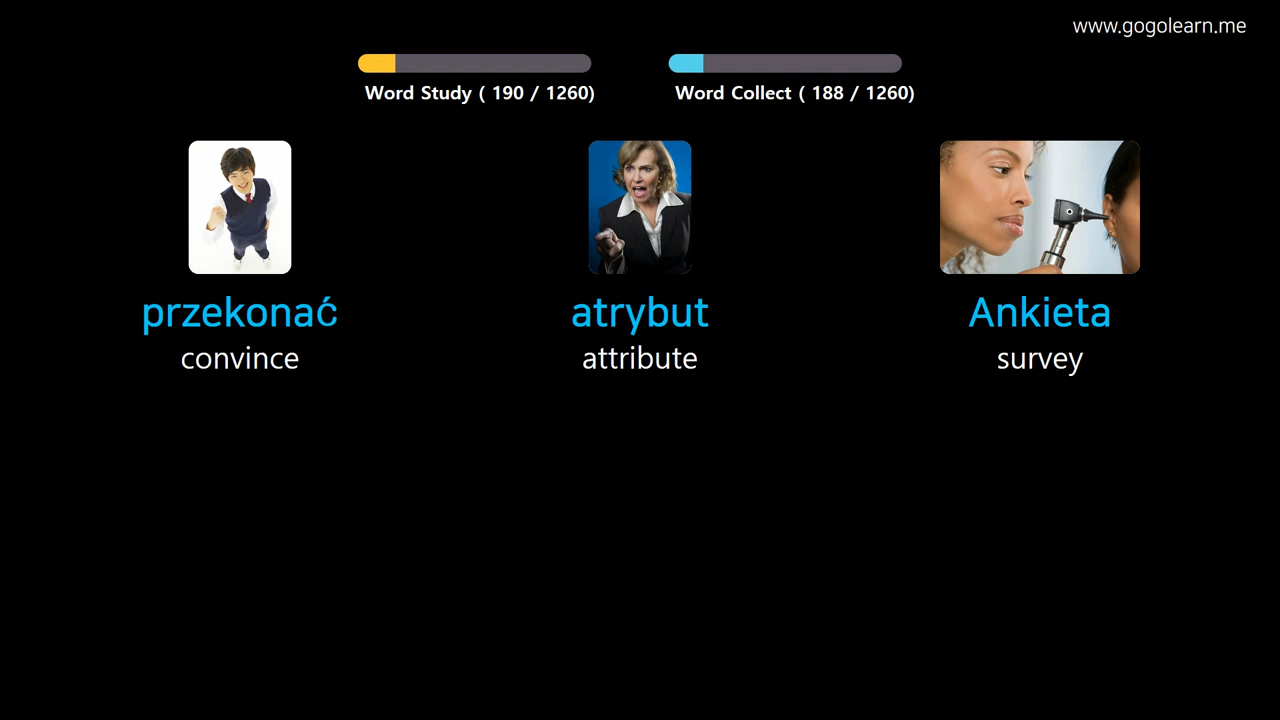 www.gogolearn.me
Word Study ( 190 / 1260)
Word Collect ( 188 / 1260)
przekonać
convince
atrybut
attribute
Ankieta
survey